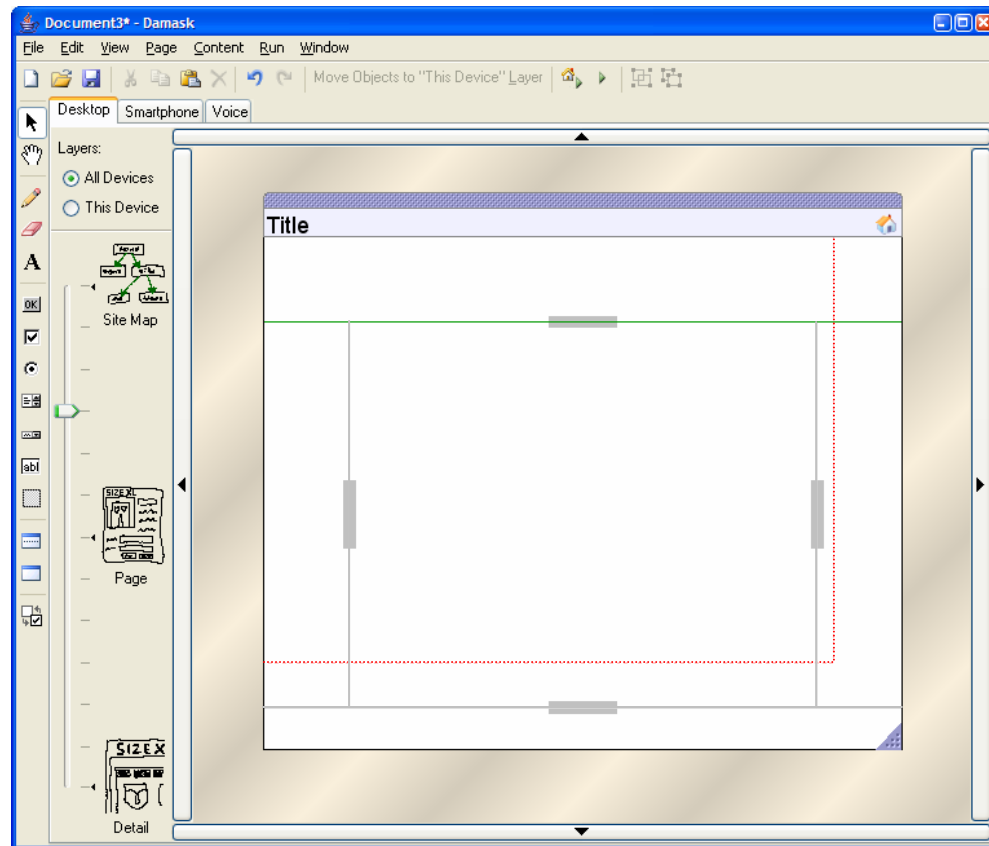 Document3* - Damask
File Edit View Page Content Run Window
Move Objects to "This Device" Layer
Desktop Smartphone Voice
Layers:
All Devices
This Device
Title
A
OK
Site Map
abl
SIZE XL
Page
SIZE X
Detail